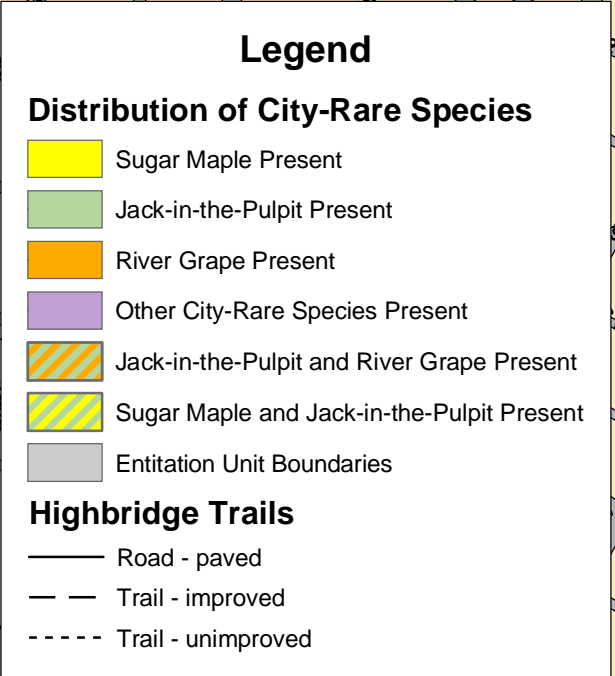 Legend
Distribution of City-Rare Species
Sugar Maple Present
Jack-in-the-Pulpit Present
River Grape Present
Other City-Rare Species Present
Jack-in-the-Pulpit and River Grape Present
Sugar Maple and Jack-in-the-Pulpit Present
Entitation Unit Boundaries
Highbridge Trails
Road - paved
Trail - improved
Trail - unimproved